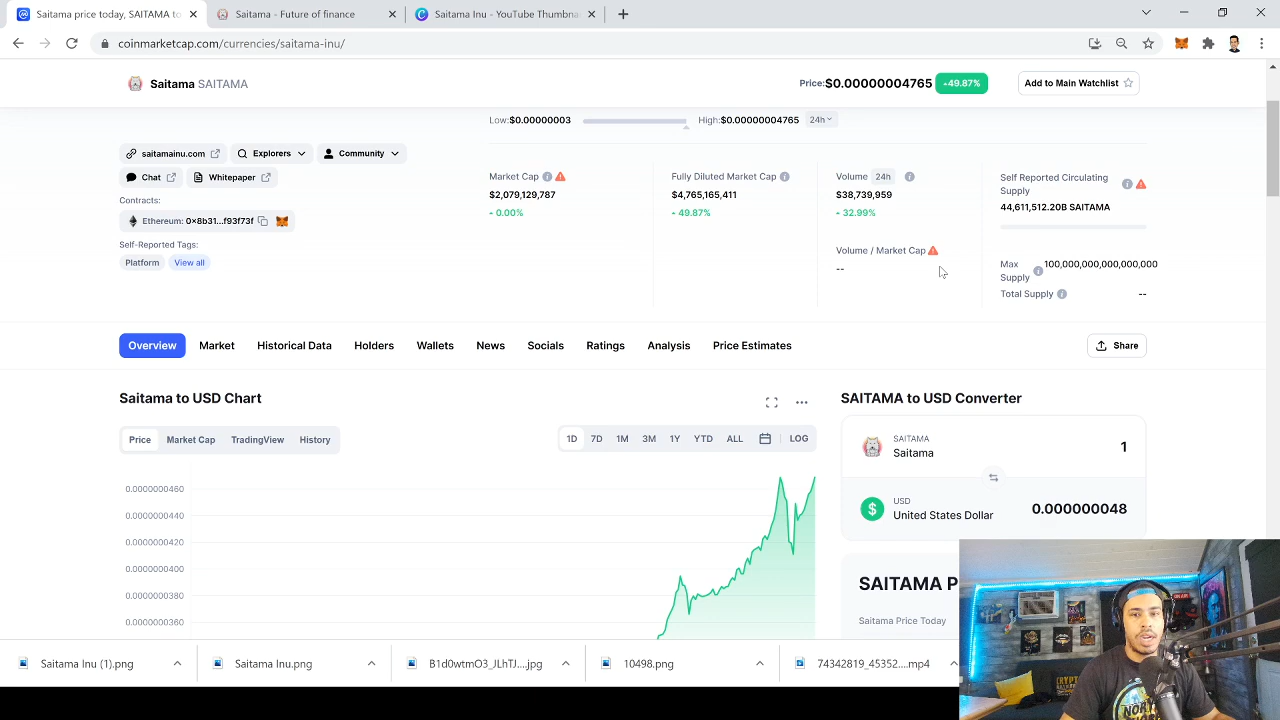 Saitama price today, SAITAMA to
Saitama - Future of finance
Saitama Inu - YouTube Thumbna
coinmarketcap.com/currencies/saitama-inu/
Saitama SAITAMA
Price: $0.00000004765
49.87%
Add to Main Watchlist
Low: $0.00000003
High: $0.00000004765
24h
saitamainu.com
Explorers
Community
Chat
Whitepaper
Contracts:
Ethereum: 0x8b31...f93f73f
Self-Reported Tags:
Platform
View all
Market Cap
$2,079,129,787
0.00%
Fully Diluted Market Cap
$4,765,165,411
49.87%
Volume 24h
$38,739,959
32.99%
Volume / Market Cap
--
Self Reported Circulating
Supply
44,611,512.20B SAITAMA
Max
Supply
100,000,000,000,000,000
Total Supply
--
Overview
Market
Historical Data
Holders
Wallets
News
Socials
Ratings
Analysis
Price Estimates
Share
Saitama to USD Chart
Price
Market Cap
TradingView
History
1D
7D
1M
3M
1Y
YTD
ALL
LOG
0.0000000460
0.0000000440
0.0000000420
0.0000000400
0.0000000380
0.0000000360
SAITAMA to USD Converter
SAITAMA
Saitama
1
USD
United States Dollar
0.000000048
SAITAMA P
Saitama Price Today
Saitama Inu (1).png
Saitama Inu.png
B1d0wtmO3_JLhTJ....jpg
10498.png
74342819_45352....mp4